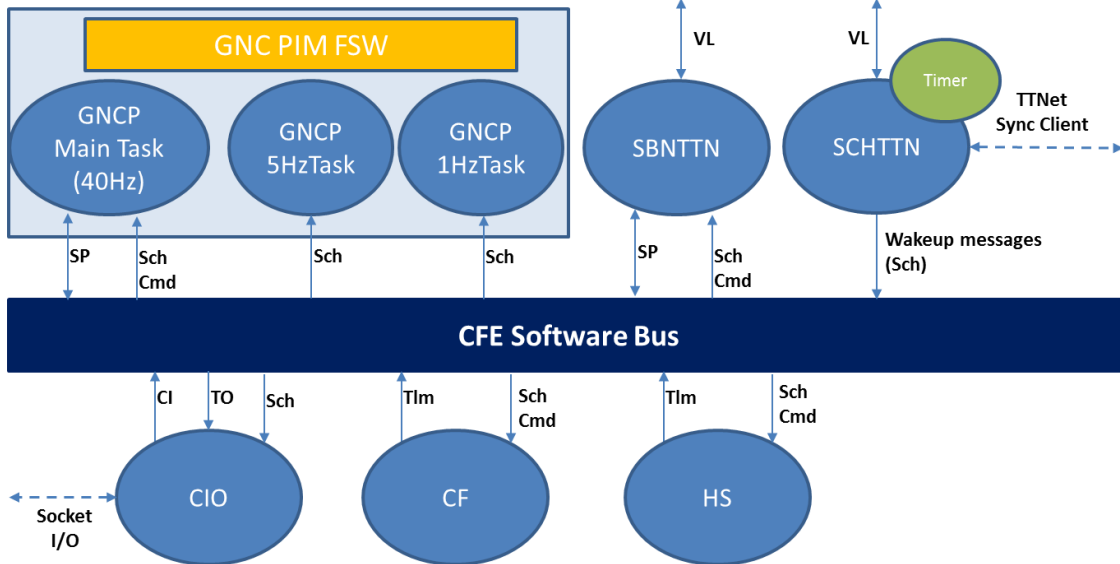 GNC PIM FSW
GNCP
Main Task
(40Hz)
GNCP
5HzTask
GNCP
1HzTask
VL
SBNTTN
VL
Timer
SCHTTN
TTNet
Sync Client
SP
Sch
Cmd
Sch
Sch
SP
Sch
Cmd
Wakeup messages
(Sch)
CFE Software Bus
CI
TO
Sch
Tlm
Sch
Cmd
Tlm
Sch
Cmd
CIO
CF
HS
Socket
I/O